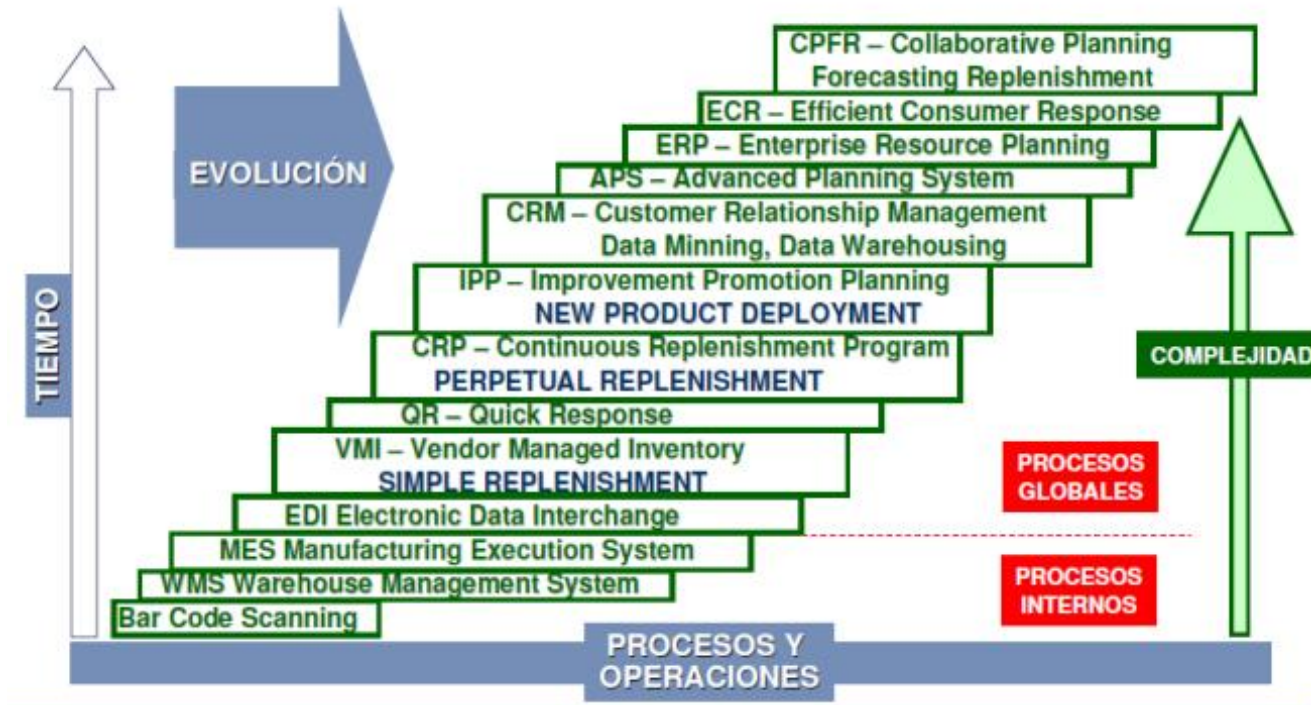 CPFR – Collaborative Planning
Forecasting Replenishment
ECR – Efficient Consumer Response
ERP – Enterprise Resource Planning
EVOLUCIÓN
APS – Advanced Planning System
CRM – Customer Relationship Management
Data Minning, Data Warehousing
IPP – Improvement Promotion Planning
NEW PRODUCT DEPLOYMENT
TIEMPO
CRP – Continuous Replenishment Program
PERPETUAL REPLENISHMENT
COMPLEJIDAD
QR – Quick Response
VMI – Vendor Managed Inventory
SIMPLE REPLENISHMENT
PROCESOS
GLOBALES
EDI Electronic Data Interchange
MES Manufacturing Execution System
WMS Warehouse Management System
PROCESOS
INTERNOS
Bar Code Scanning
PROCESOS Y
OPERACIONES